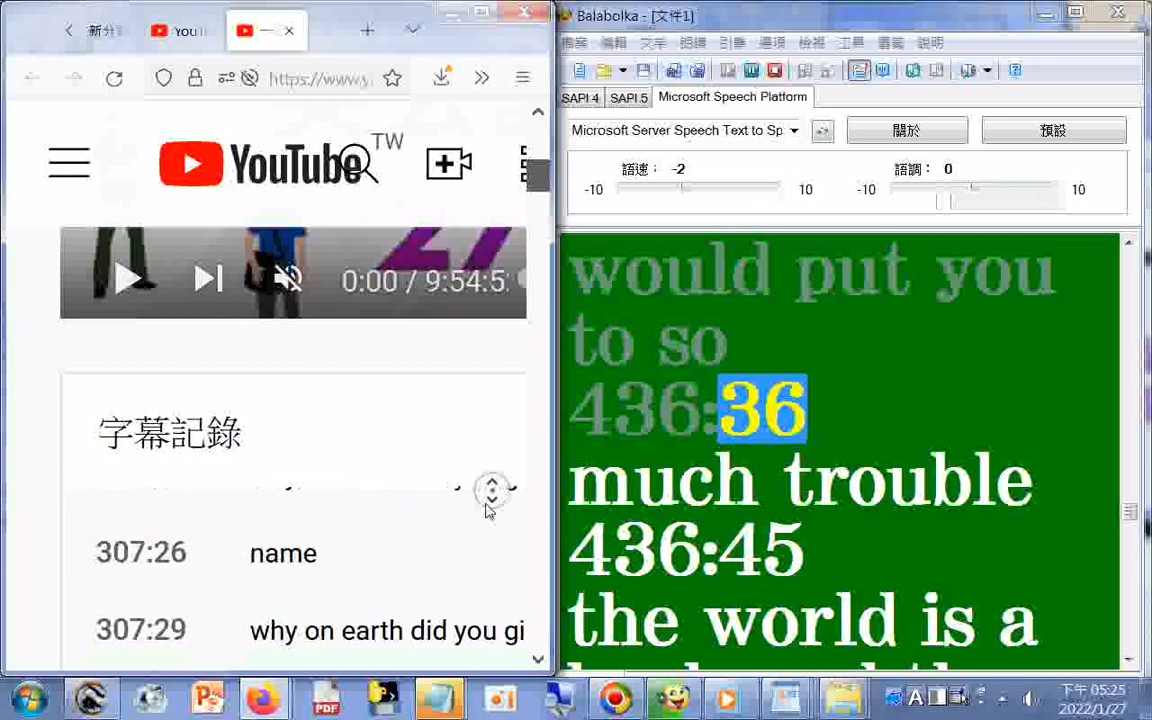 新分
You
Balabolka - [文件1]
檔案 編輯 文字 閱讀 引擎 選項 檢視 工具 書籤 說明
https://www.y
SAPI 4 SAPI 5 Microsoft Speech Platform
Microsoft Server Speech Text to Sp
關於
預設
YouTube TW
語速： -2
語調： 0
-10
10
-10
10
27
0:00 / 9:54:5
would put you
to so
436:36
much trouble
436:45
the world is a
字幕記錄
307:26 name
307:29 why on earth did you gi
PDF
A
下午 05:25
2022/1/27